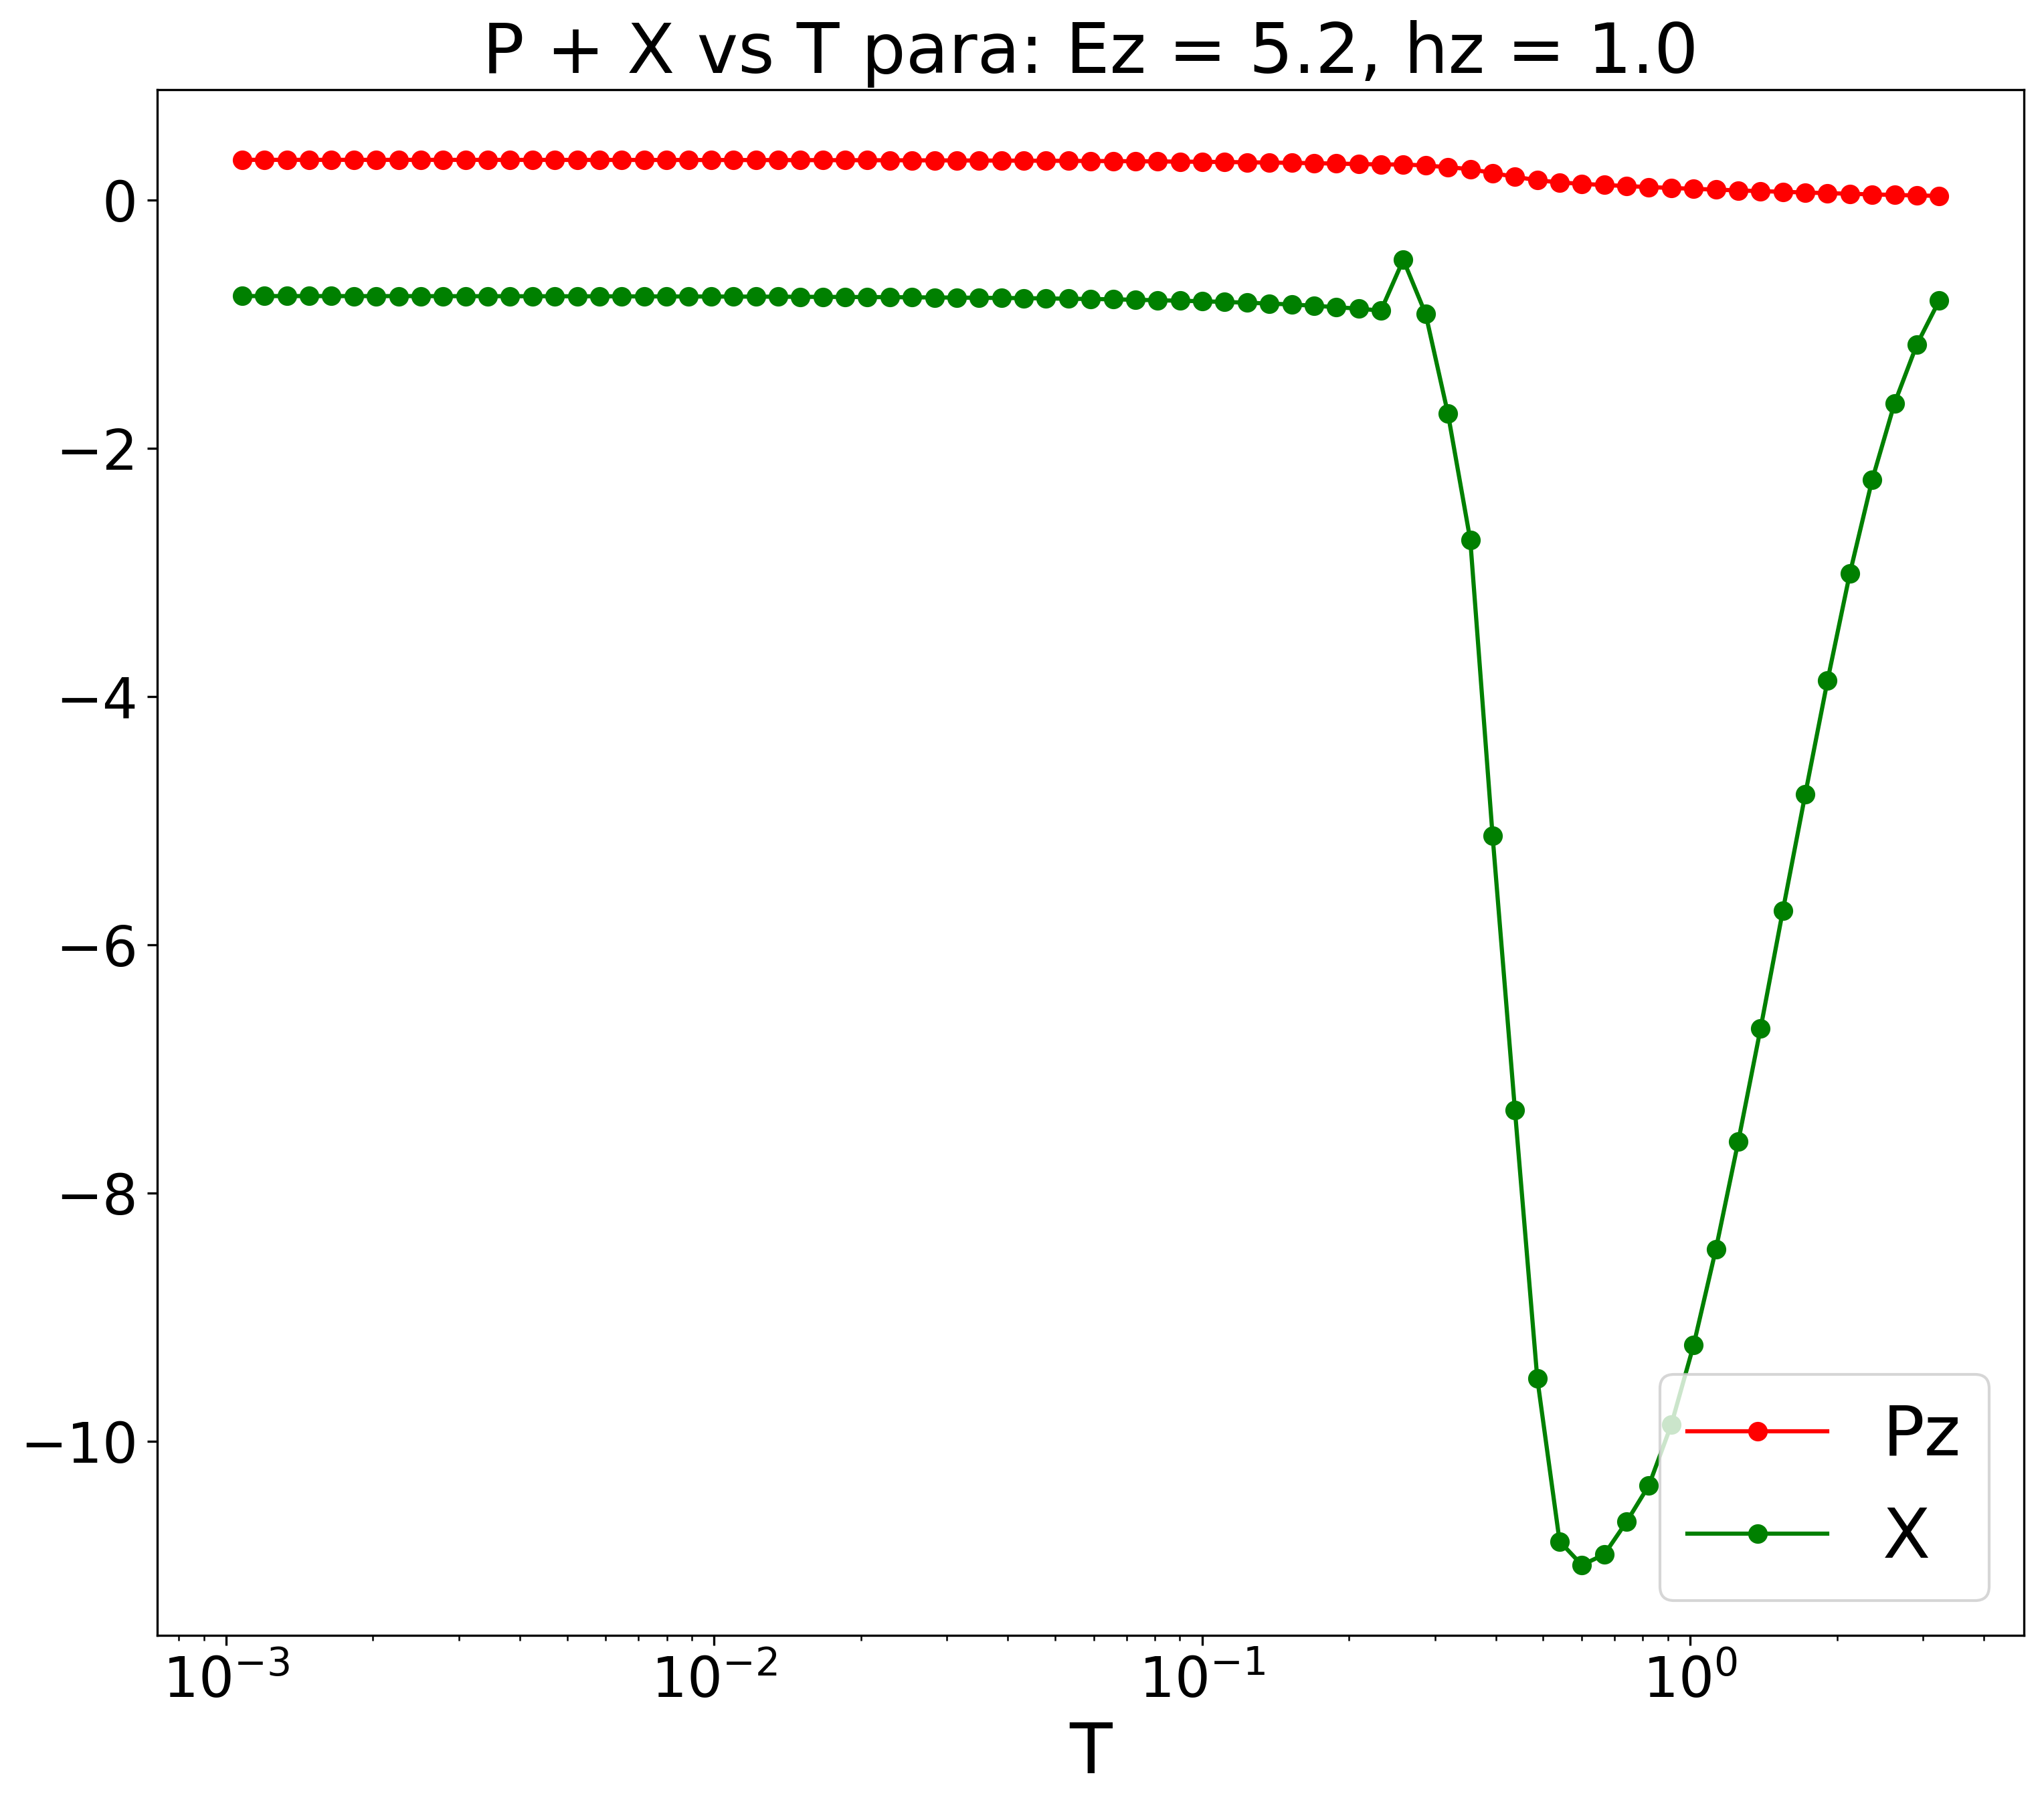 P + X vs T para: Ez = 5.2, hz = 1.0
0
−2
−4
−6
−8
−10
Pz
X
10⁻³ 10⁻² 10⁻¹ 10⁰
T